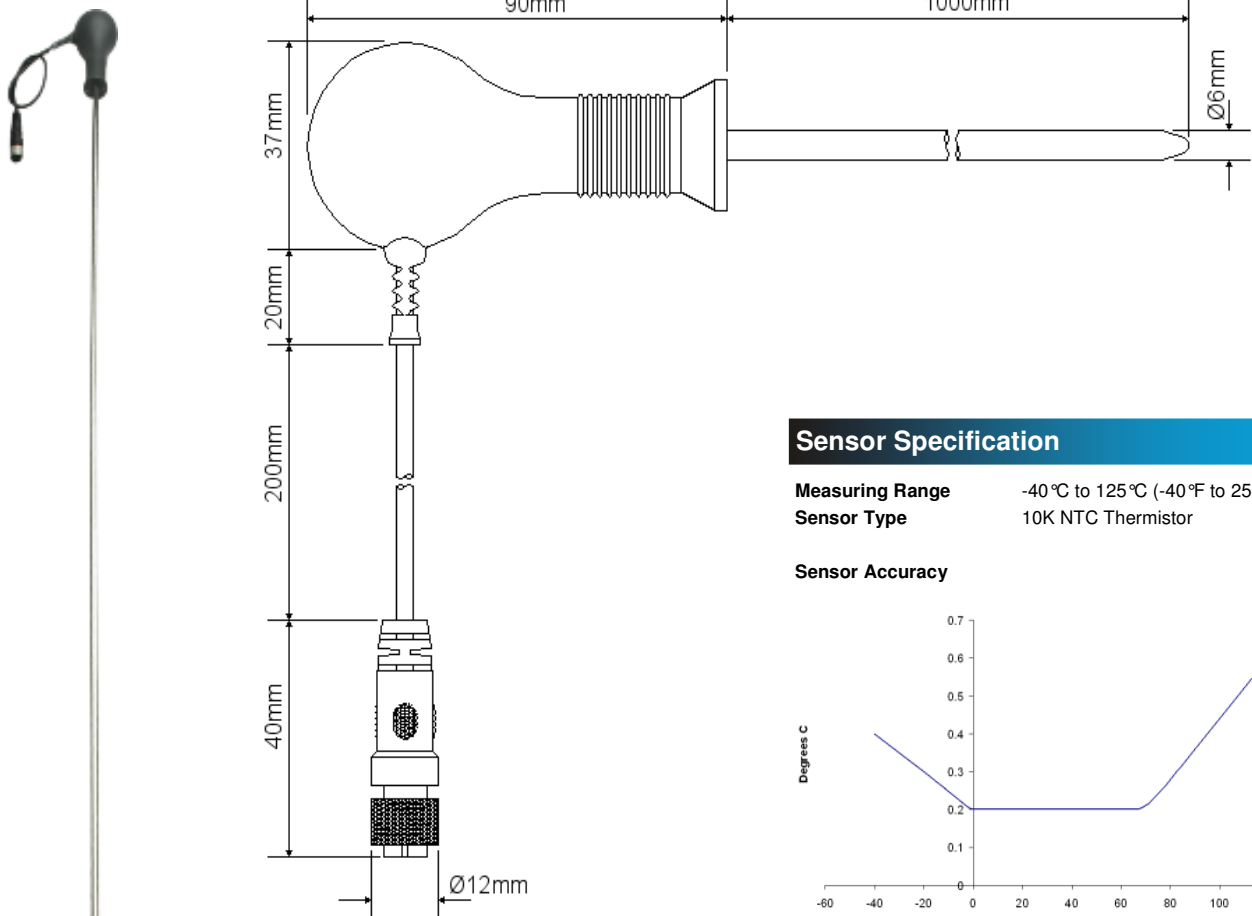 90mm
1000mm
37mm
Ø6mm
20mm
200mm
40mm
Ø12mm
Sensor Specification
Measuring Range -40°C to 125°C (-40°F to 25
Sensor Type 10K NTC Thermistor
Sensor Accuracy
0.7
0.6
0.5
0.4
0.3
0.2
0.1
0
Degrees C
-60 -40 -20 0 20 40 60 80 100